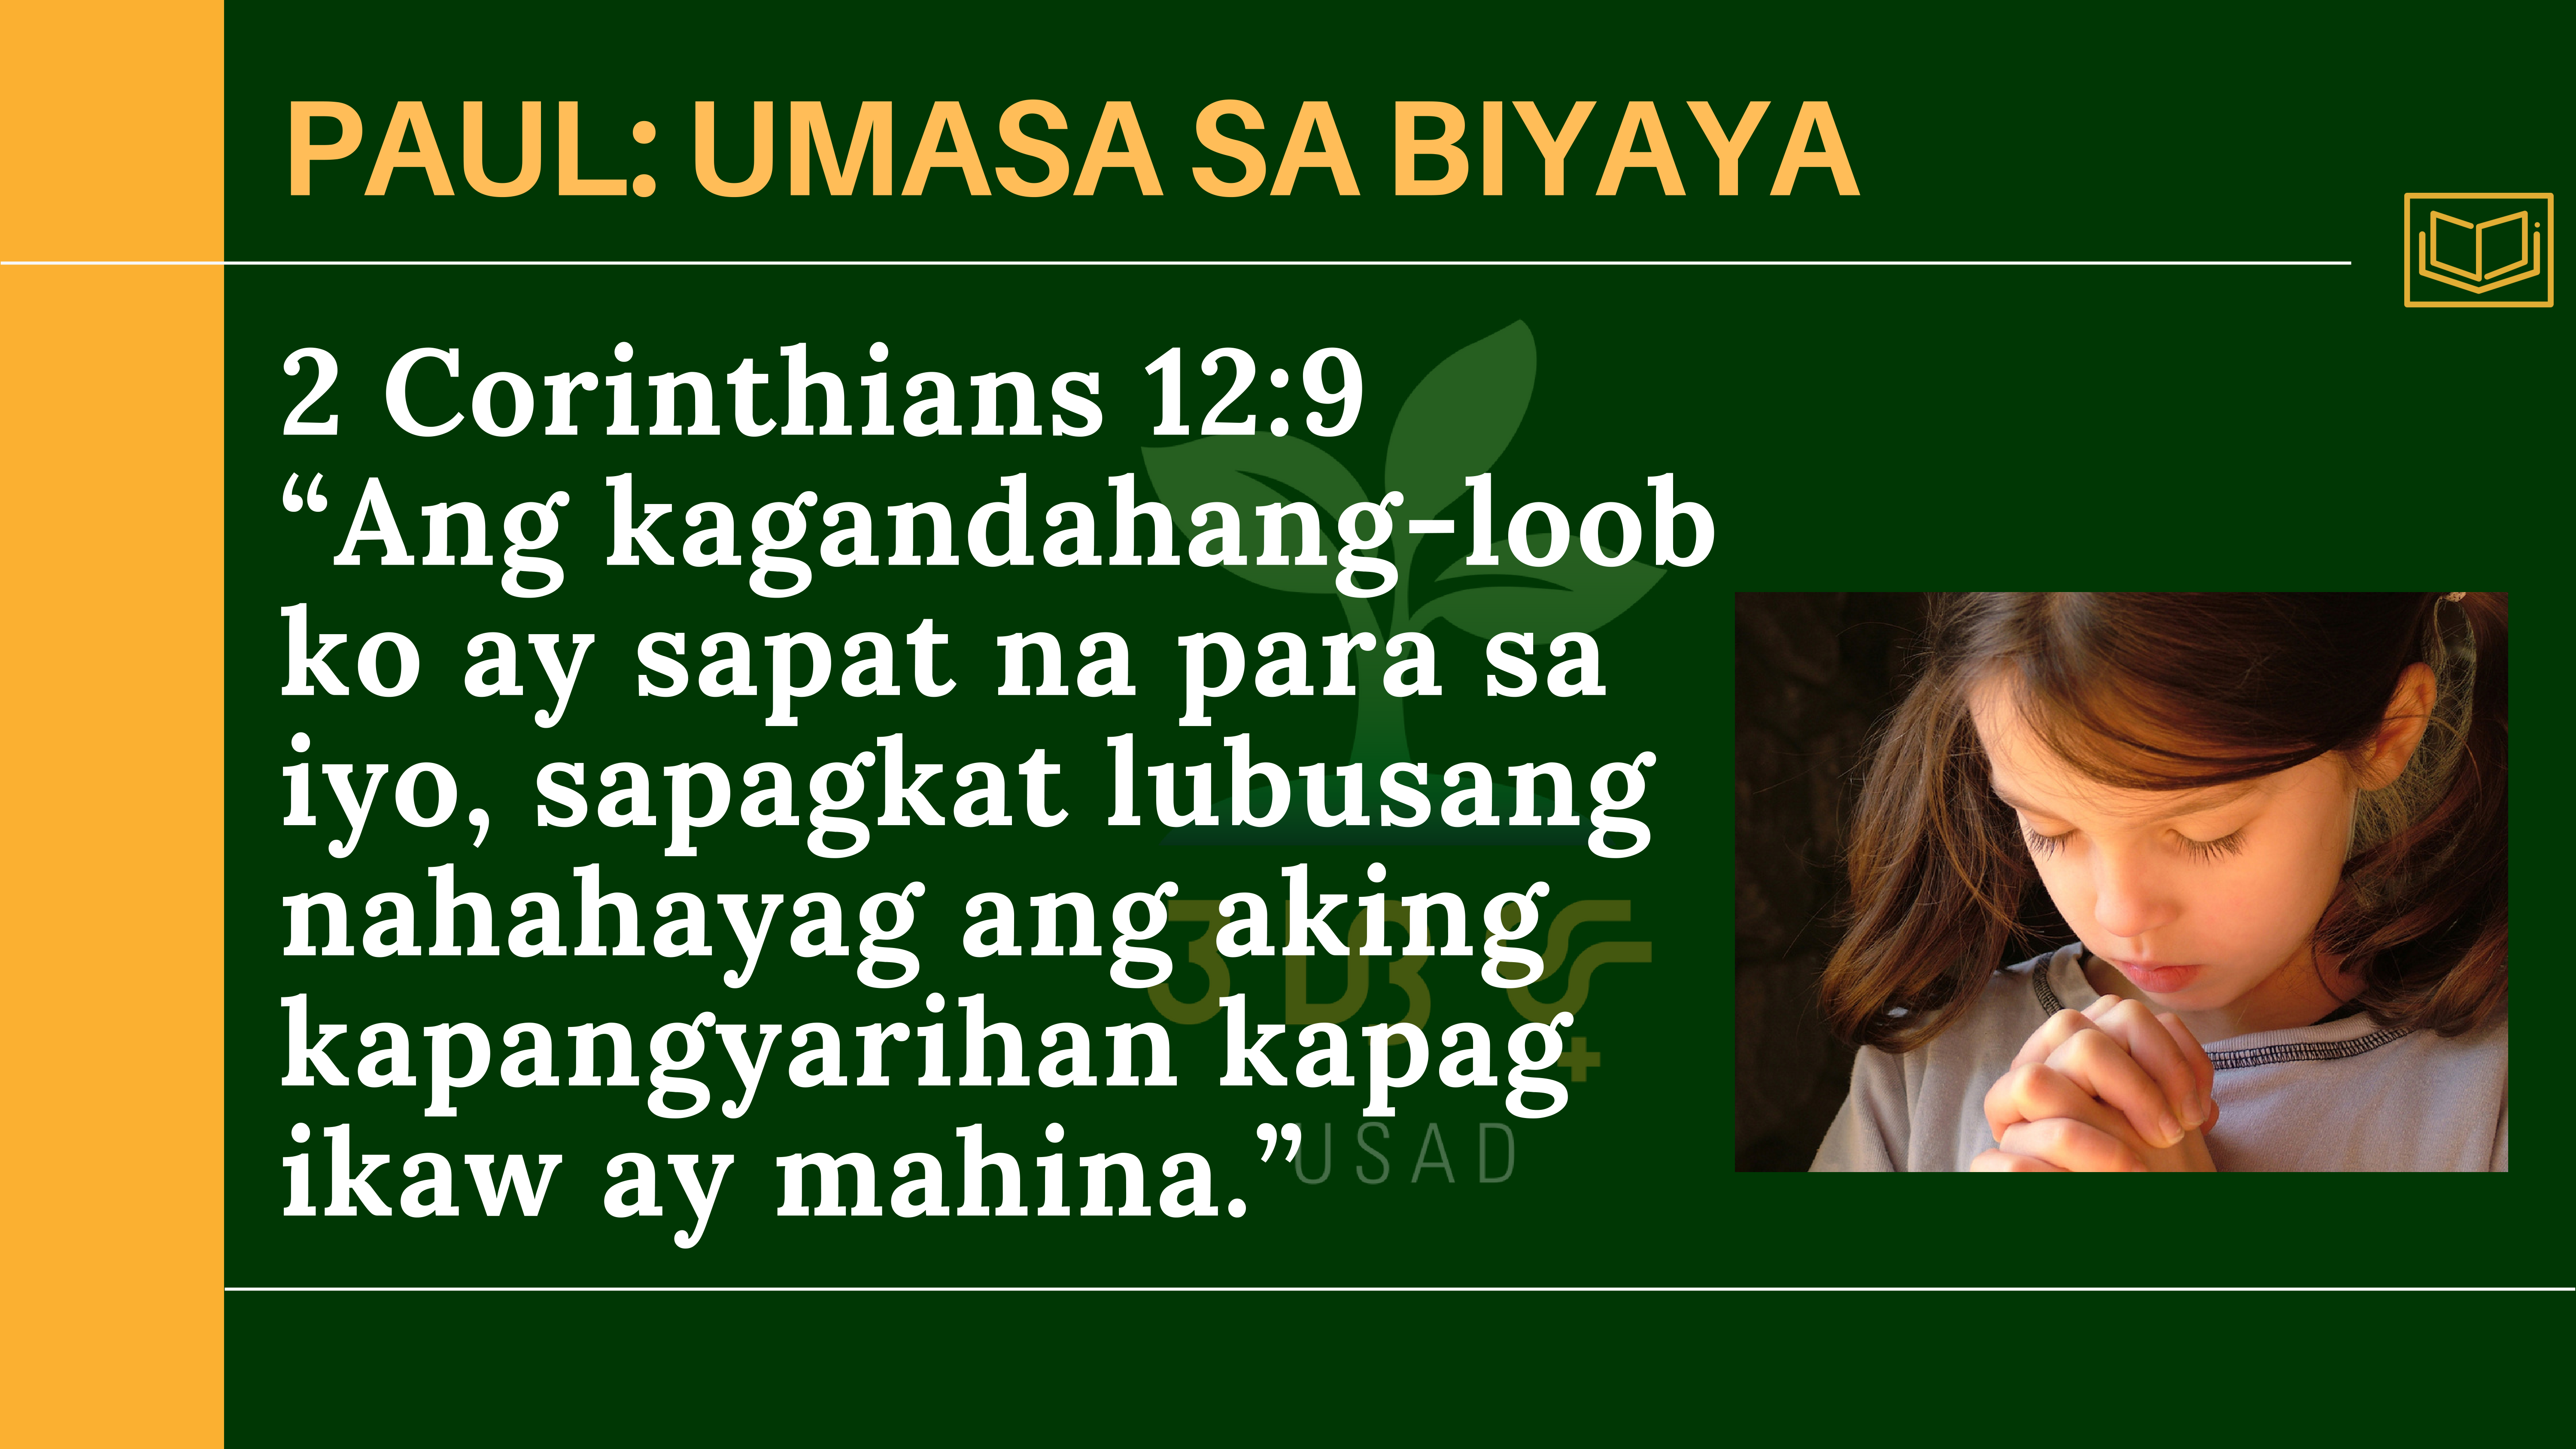 PAUL: UMASA SA BIYAYA
2 Corinthians 12:9
“Ang kagandahang-loob
ko ay sapat na para sa
iyo, sapagkat lubusang
nahahayag ang aking
kapangyarihan kapag
ikaw ay mahina.”
USAD